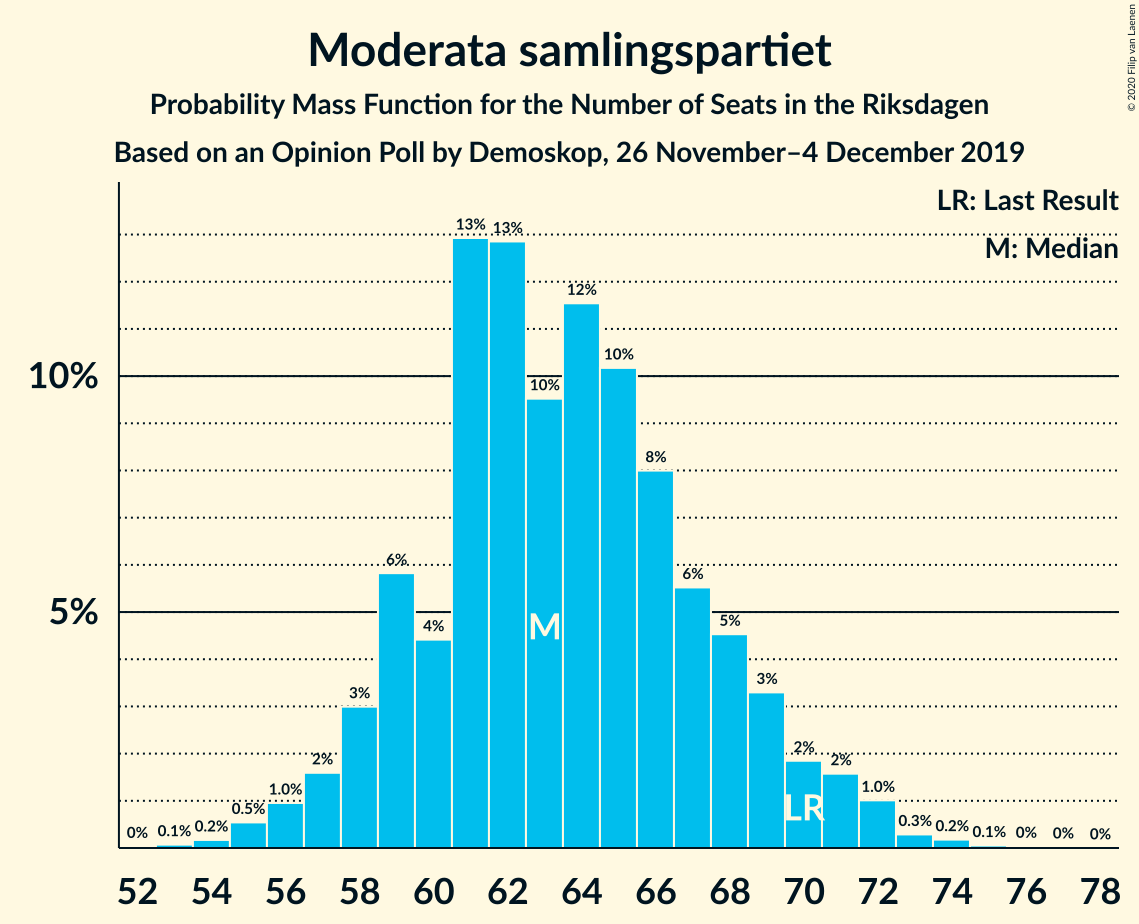 Moderata samlingspartiet
Probability Mass Function for the Number of Seats in the Riksdagen
Based on an Opinion Poll by Demoskop, 26 November–4 December 2019
© 2020 Filip van Laenen
LR: Last Result
M: Median
10%
5%
0% 0.1% 0.2% 0.5% 1.0% 2% 3% 6% 4% 13% 13% 10% 12% 10% 8% 6% 5% 3% 2% 2% 1.0% 0.3% 0.2% 0.1% 0% 0% 0%
M
LR
52 54 56 58 60 62 64 66 68 70 72 74 76 78